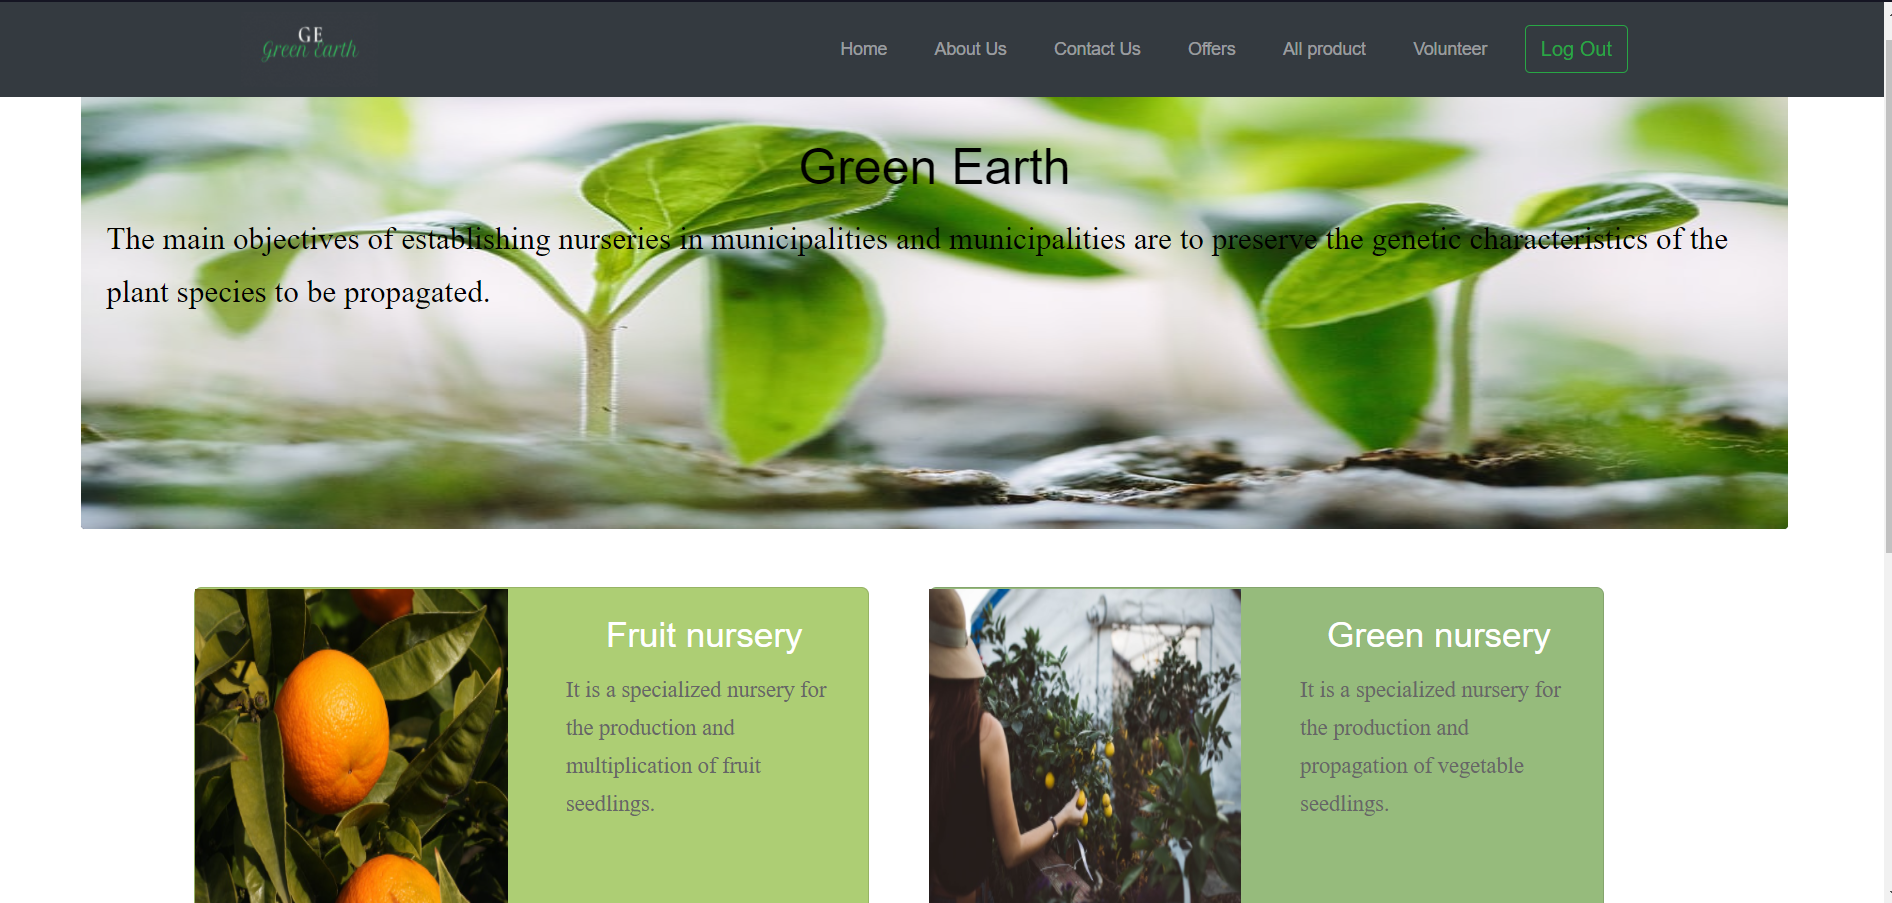 GE
Green Earth
Home About Us Contact Us Offers All product Volunteer Log Out
Green Earth
The main objectives of establishing nurseries in municipalities and municipalities are to preserve the genetic characteristics of the
plant species to be propagated.
Fruit nursery
It is a specialized nursery for
the production and
multiplication of fruit
seedlings.
Green nursery
It is a specialized nursery for
the production and
propagation of vegetable
seedlings.